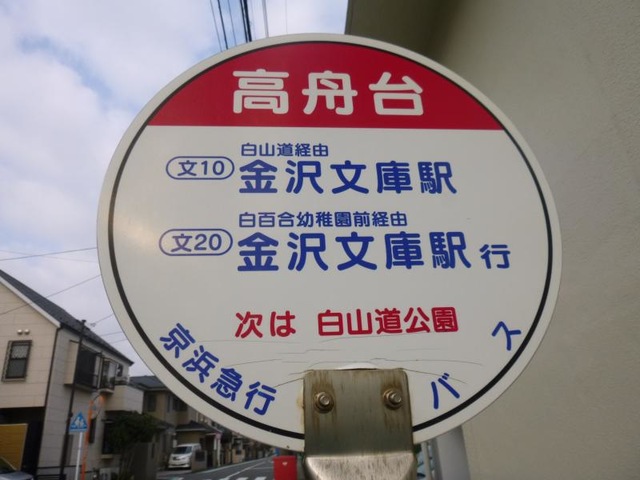 高舟台
白山道経由
文10 金沢文庫駅
白百合幼稚園前経由
文20 金沢文庫駅行
次は 白山道公園
京浜急行バス